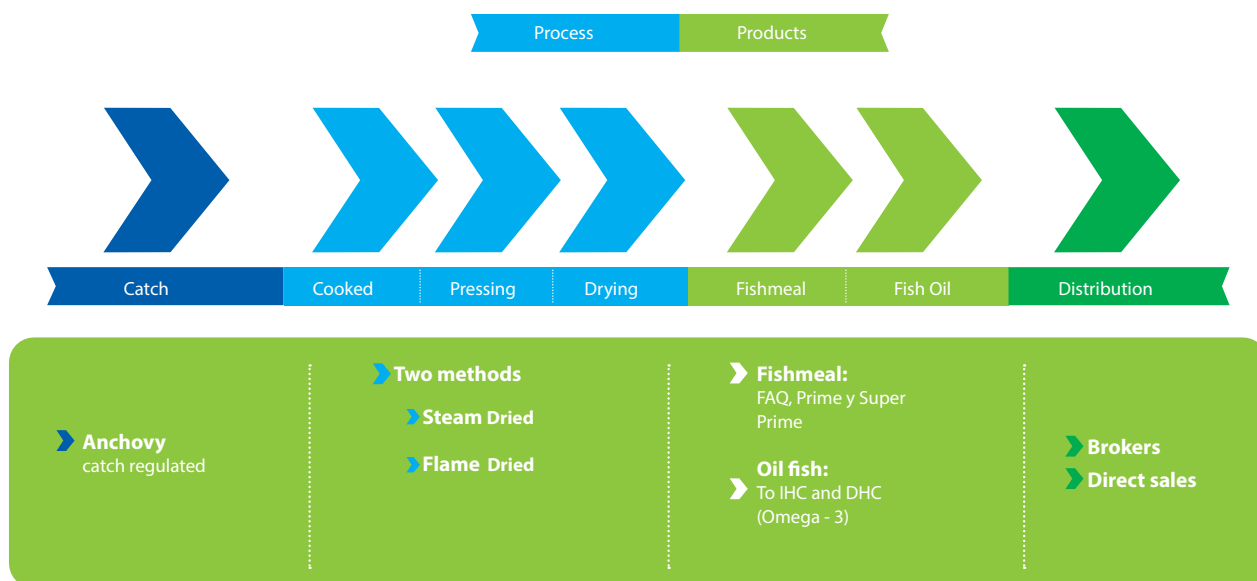 Process
Products
Catch
Cooked
Pressing
Drying
Fishmeal
Fish Oil
Distribution
Anchovy
catch regulated
Two methods
Steam Dried
Flame Dried
Fishmeal:
FAQ, Prime y Super
Prime
Oil fish:
To IHC and DHC
(Omega - 3)
Brokers
Direct sales